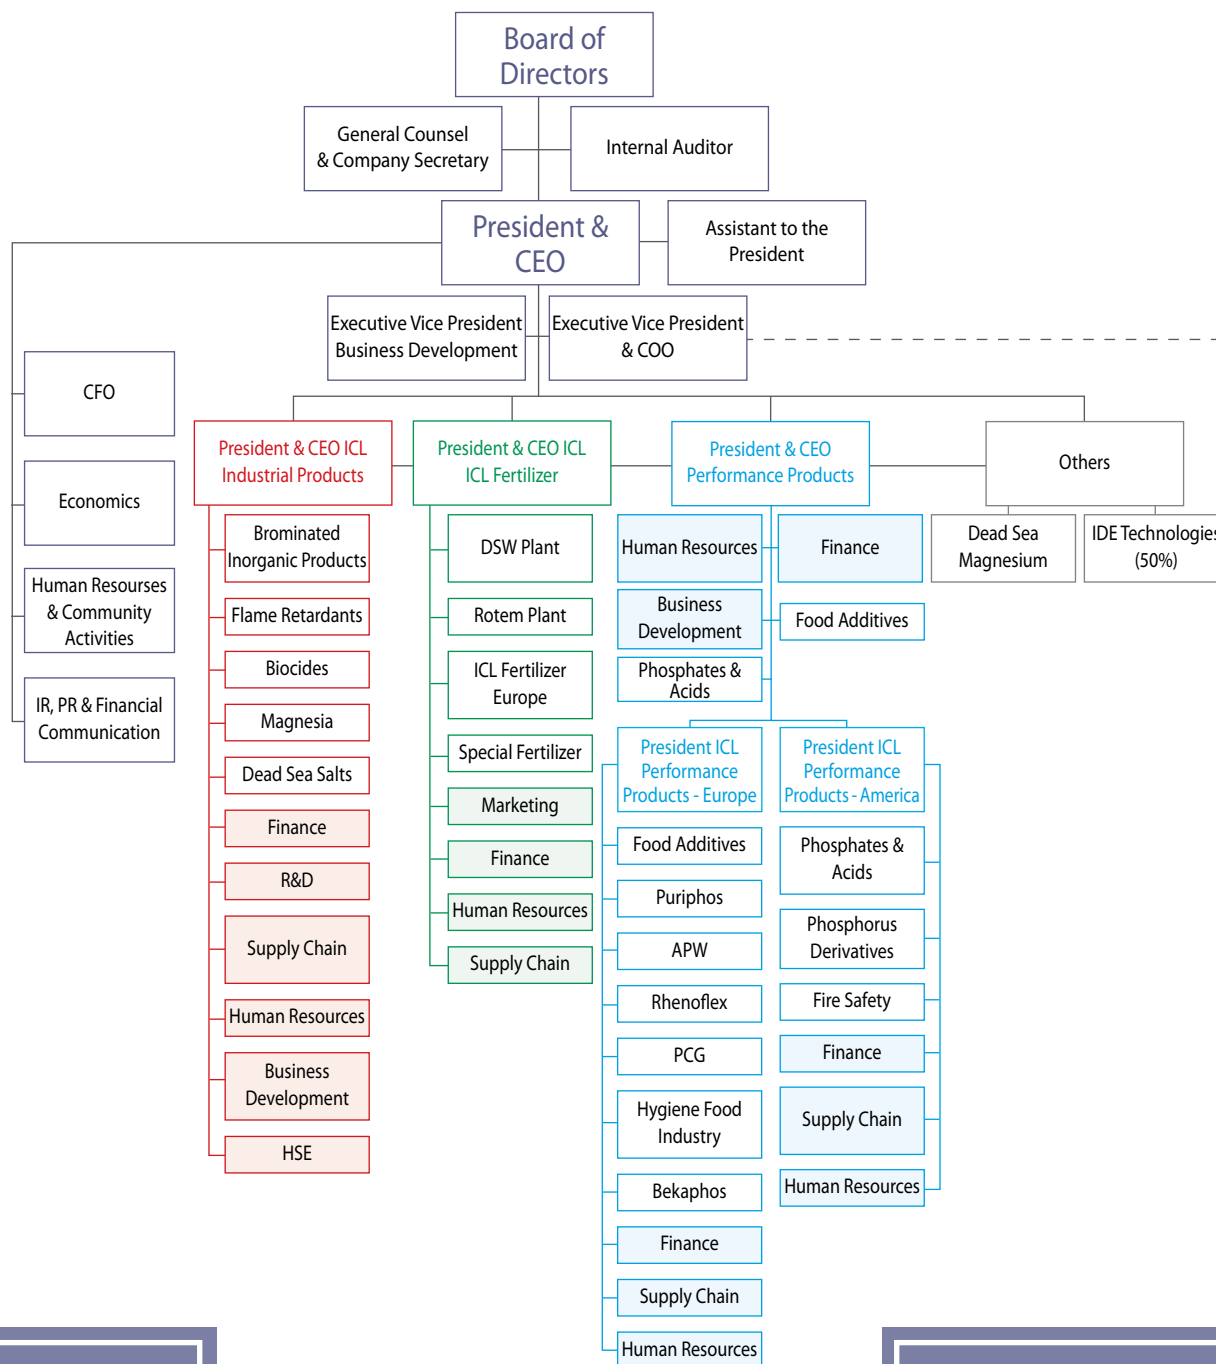 Board of
Directors
General Counsel
& Company Secretary
Internal Auditor
President &
CEO
Assistant to the
President
Executive Vice President
Business Development
Executive Vice President
& COO
CFO
Economics
Human Resourses
& Community
Activities
IR, PR & Financial
Communication
President & CEO ICL
Industrial Products
Brominated
Inorganic Products
Flame Retardants
Biocides
Magnesia
Dead Sea Salts
Finance
R&D
Supply Chain
Human Resources
Business
Development
HSE
President & CEO ICL
ICL Fertilizer
DSW Plant
Rotem Plant
ICL Fertilizer
Europe
Special Fertilizer
Marketing
Finance
Human Resources
Supply Chain
President & CEO
Performance Products
Human Resources
Finance
Business
Development
Food Additives
Phosphates &
Acids
President ICL
Performance
Products - Europe
Food Additives
Puriphos
APW
Rhenoflex
PCG
Hygiene Food
Industry
Bekaphos
Finance
Supply Chain
Human Resources
President ICL
Performance
Products - America
Phosphates &
Acids
Phosphorus
Derivatives
Fire Safety
Finance
Supply Chain
Human Resources
Others
Dead Sea
Magnesium
IDE Technologies
(50%)